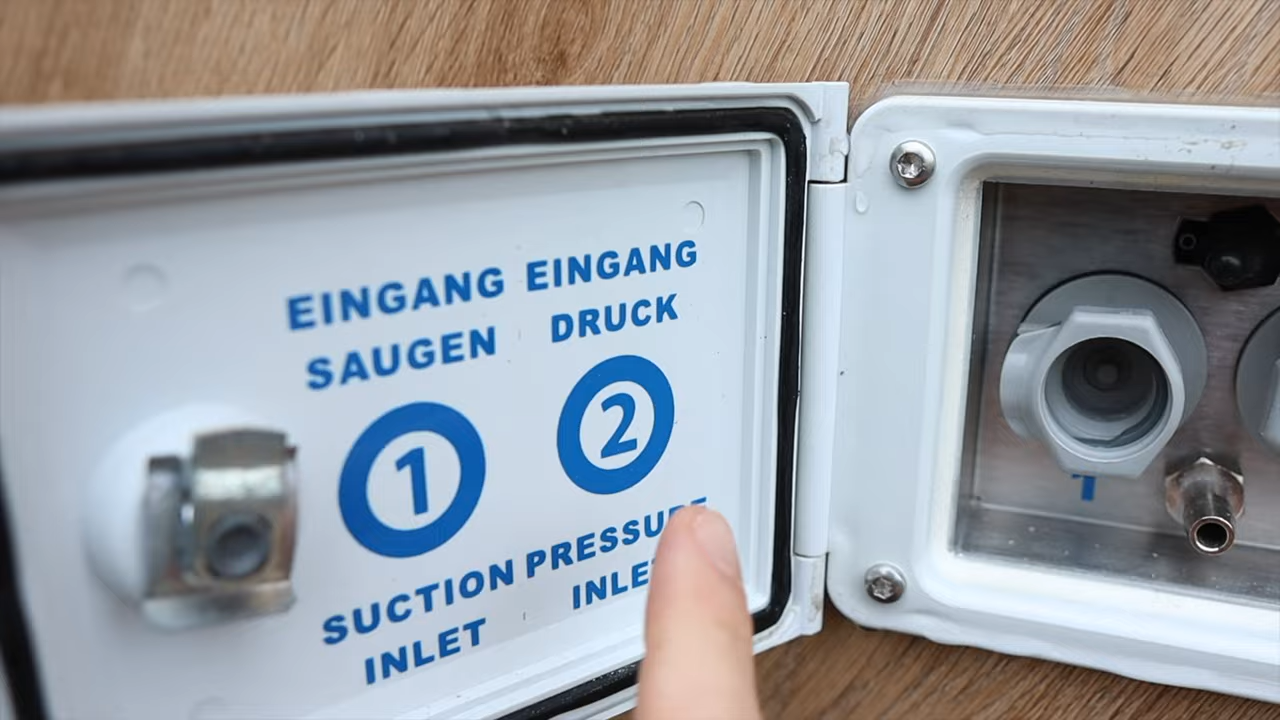 EINGANG EINGANG
SAUGEN DRUCK
1 2
SUCTION PRESSURE
INLET INLET
1